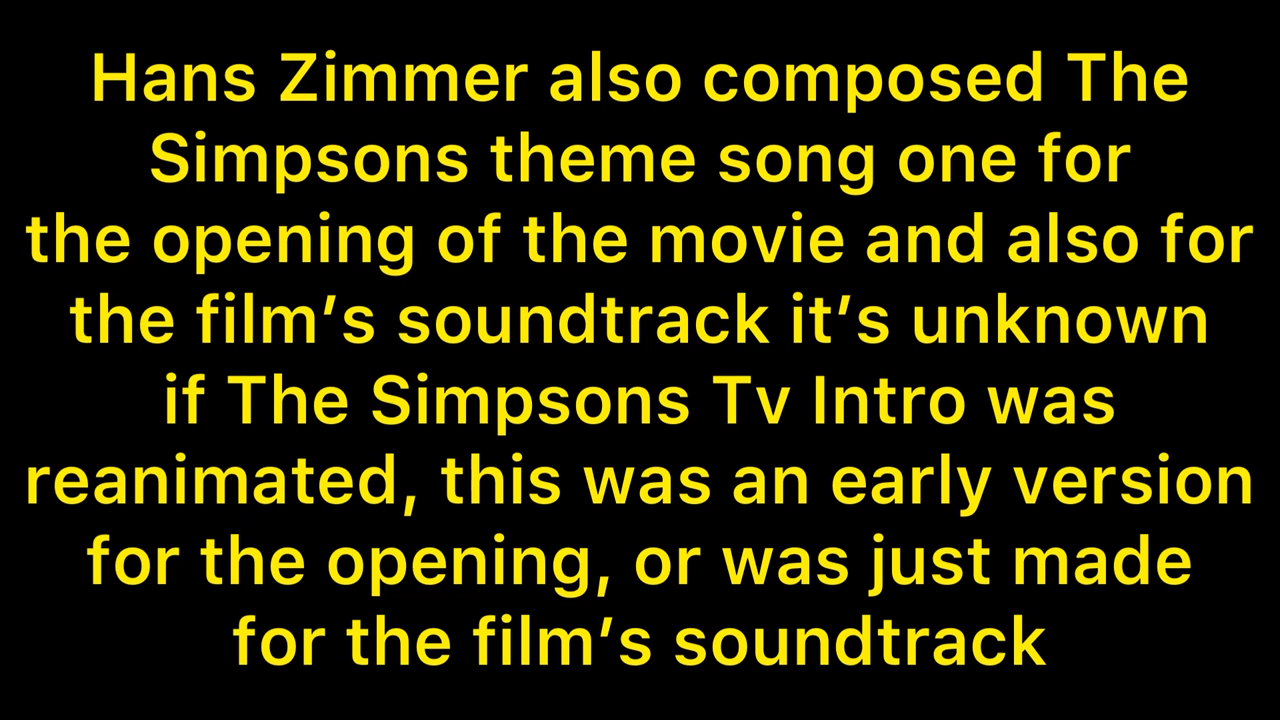 Hans Zimmer also composed The
Simpsons theme song one for
the opening of the movie and also for
the film’s soundtrack it’s unknown
if The Simpsons Tv Intro was
reanimated, this was an early version
for the opening, or was just made
for the film’s soundtrack